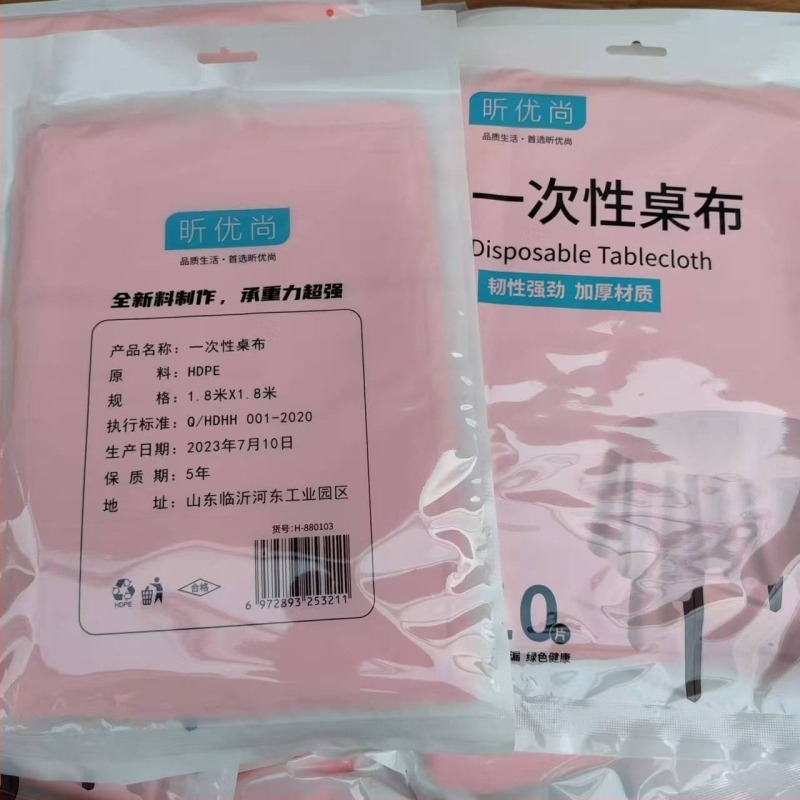 昕优尚
品质生活·首选昕优尚
全新料制作，承重力超强
产品名称：一次性桌布
原 料：HDPE
规 格：1.8米X1.8米
执行标准：Q/HDHH 001-2020
生产日期：2023年7月10日
保 质 期：5年
地 址：山东临沂河东工业园区
货号：H-880103
HDPE
合格
6 972893 253211
昕优尚
品质生活·首选昕优尚
一次性桌布
Disposable Tablecloth
韧性强劲 加厚材质
0
片
漏 绿色健康